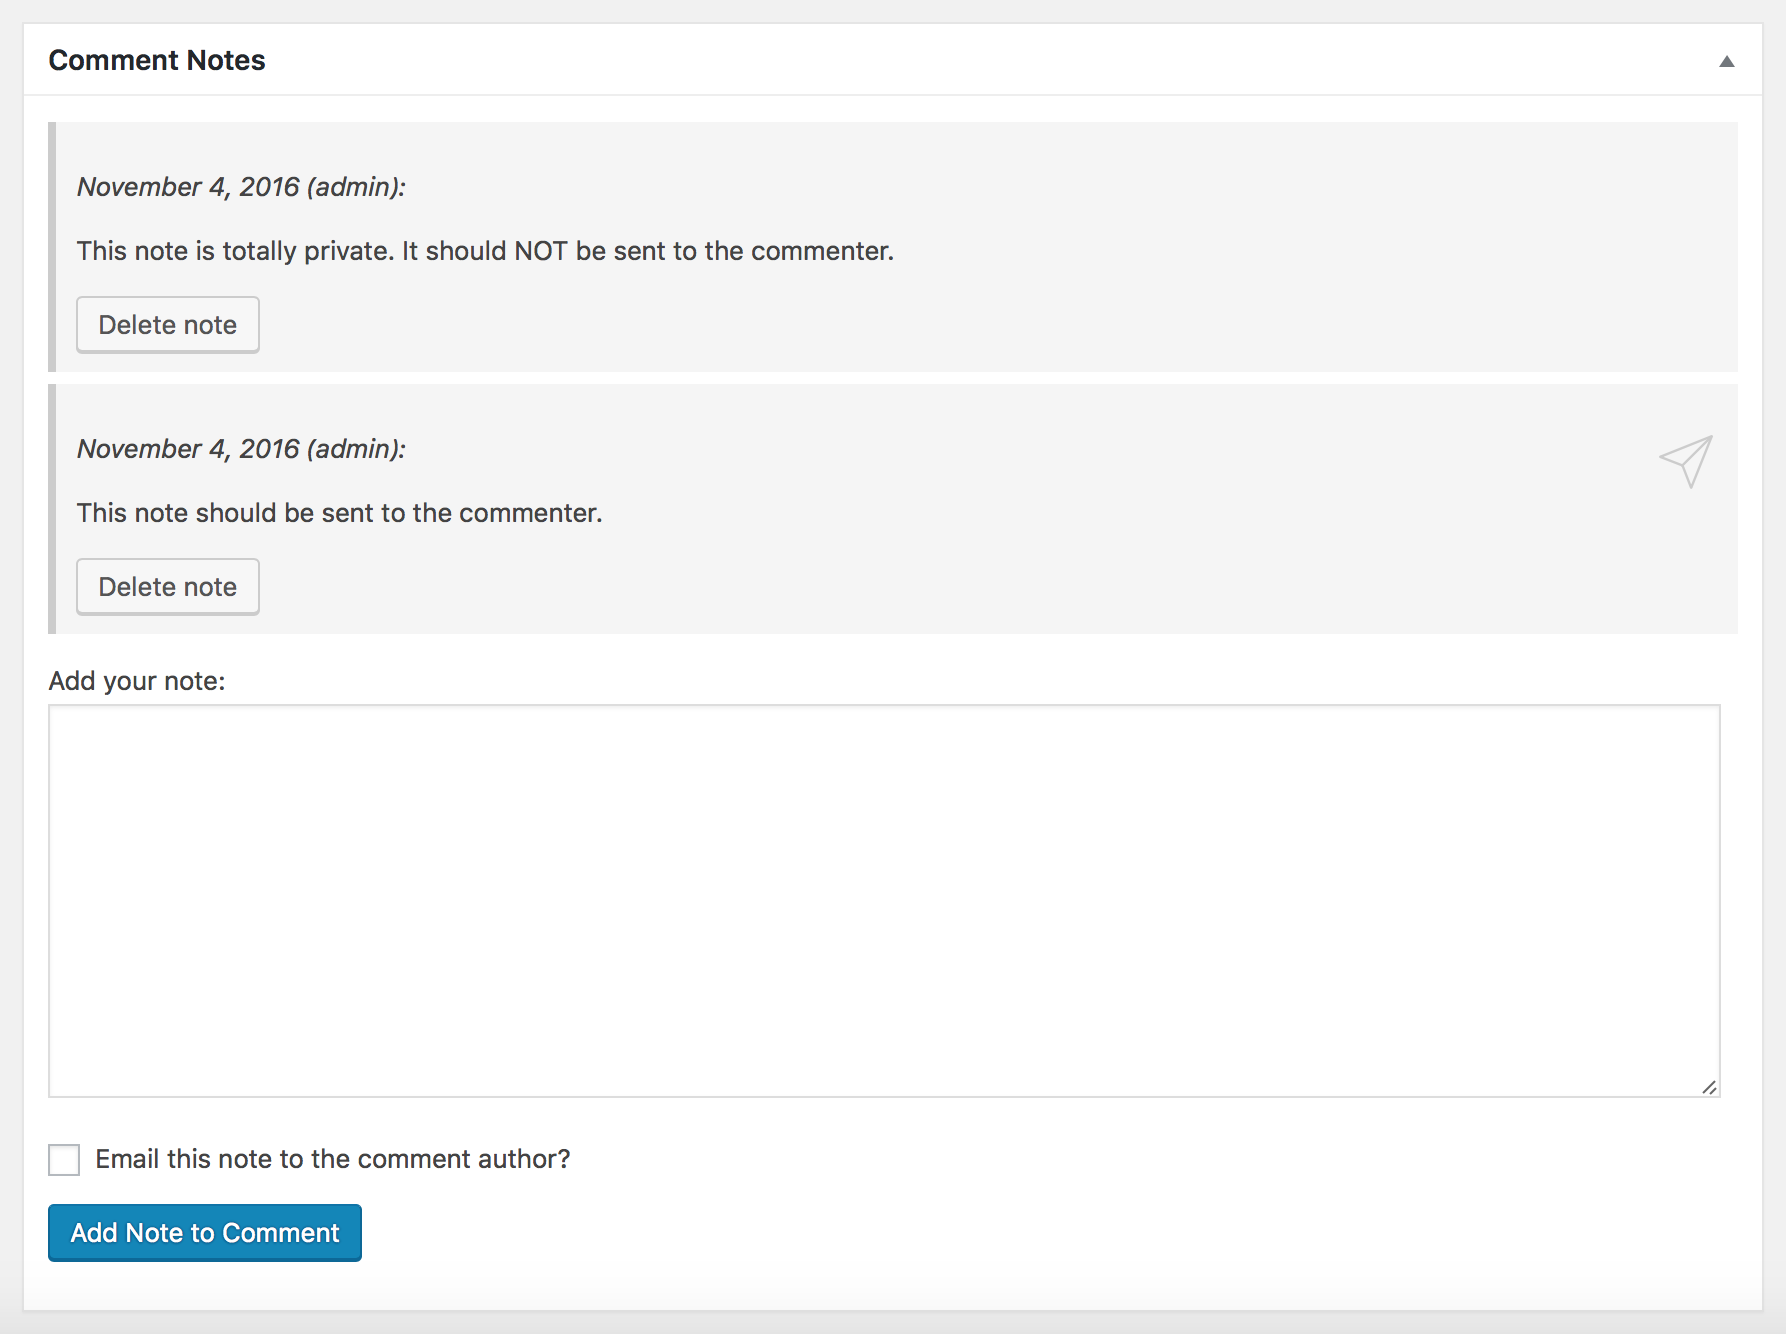 Comment Notes
November 4, 2016 (admin):
This note is totally private. It should NOT be sent to the commenter.
Delete note
November 4, 2016 (admin):
This note should be sent to the commenter.
Delete note
Add your note:
Email this note to the comment author?
Add Note to Comment